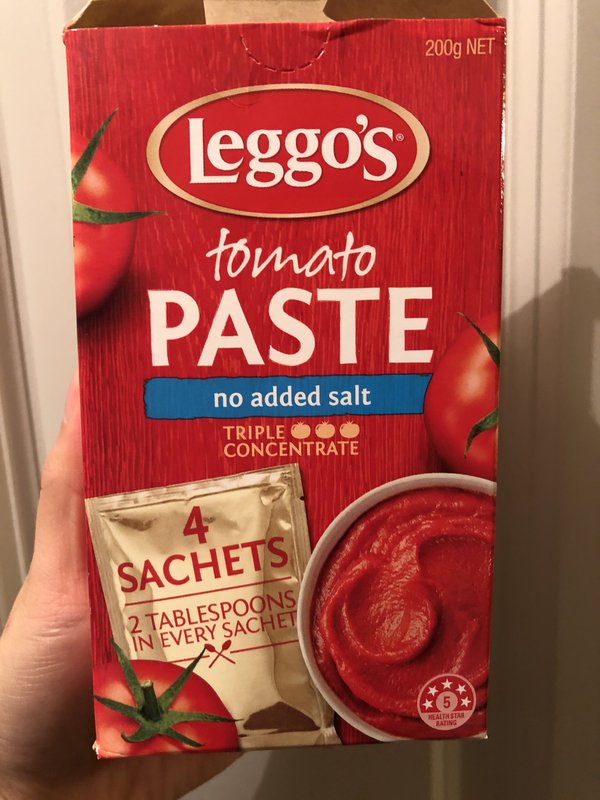 200g NET
Leggo's®
tomato
PASTE
no added salt
TRIPLE
CONCENTRATE
4
SACHETS
2 TABLESPOONS
IN EVERY SACHET
5
HEALTH STAR
RATING